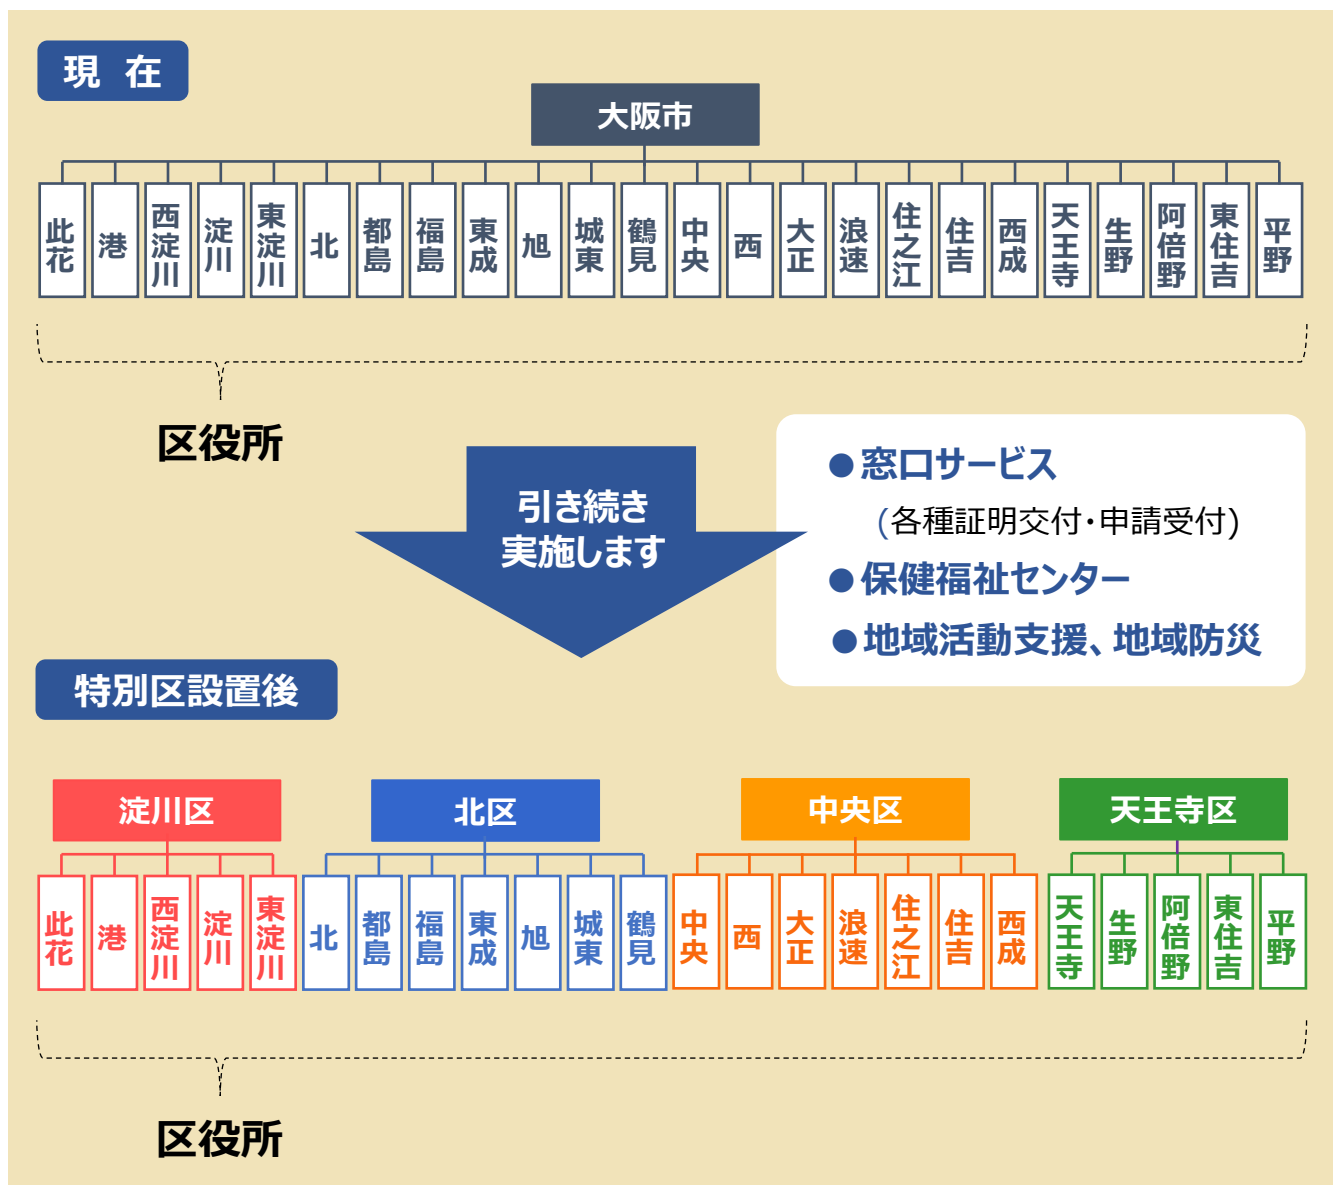 現 在
大阪市
此花
港
西淀川
淀川
東淀川
北
都島
福島
東成
旭
城東
鶴見
中央
西
大正
浪速
住之江
住吉
西成
天王寺
生野
阿倍野
東住吉
平野
区役所
引き続き
実施します
●窓口サービス
(各種証明交付・申請受付)
●保健福祉センター
●地域活動支援、地域防災
特別区設置後
淀川区
北区
中央区
天王寺区
此花
港
西淀川
淀川
東淀川
北
都島
福島
東成
旭
城東
鶴見
中央
西
大正
浪速
住之江
住吉
西成
天王寺
生野
阿倍野
東住吉
平野
区役所